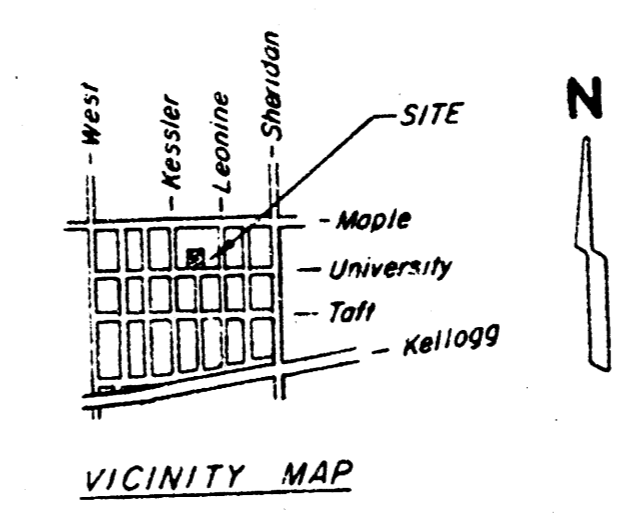 West
Kessler
Leonine
Sheridan
SITE
N
Maple
University
Taft
Kellogg
VICINITY MAP